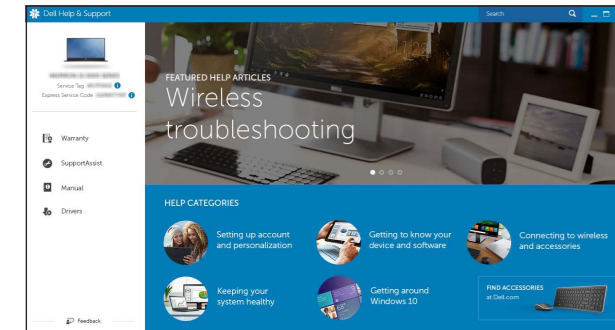 Dell Help & Support
Search
Service Tag
Express Service Code
Warranty
SupportAssist
Manual
Drivers
Feedback
FEATURED HELP ARTICLES
Wireless
troubleshooting
HELP CATEGORIES
Setting up account
and personalization
Getting to know your
device and software
Connecting to wireless
and accessories
Keeping your
system healthy
Getting around
Windows 10
FIND ACCESSORIES
at Dell.com